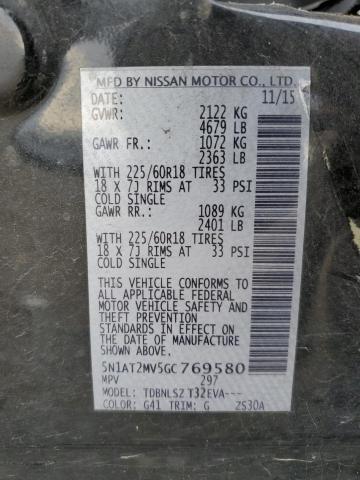 MFD BY NISSAN MOTOR CO., LTD.
DATE: 11/15
GVWR: 2122 KG
4679 LB
GAWR FR: 1072 KG
2363 LB
WITH 225/60R18 TIRES
18 X 7J RIMS AT 33 PSI
COLD SINGLE
GAWR RR: 1089 KG
2401 LB
WITH 225/60R18 TIRES
18 X 7J RIMS AT 33 PSI
COLD SINGLE
THIS VEHICLE CONFORMS TO
ALL APPLICABLE FEDERAL
MOTOR VEHICLE SAFETY AND
THEFT PREVENTION
STANDARDS IN EFFECT ON
THE DATE OF MANUFACTURE
SHOWN ABOVE.
5N1AT2MV5GC769580
MPV 297
MODEL: TDBNLSZ T32EVA---
COLOR: G41 TRIM: G ZS30A